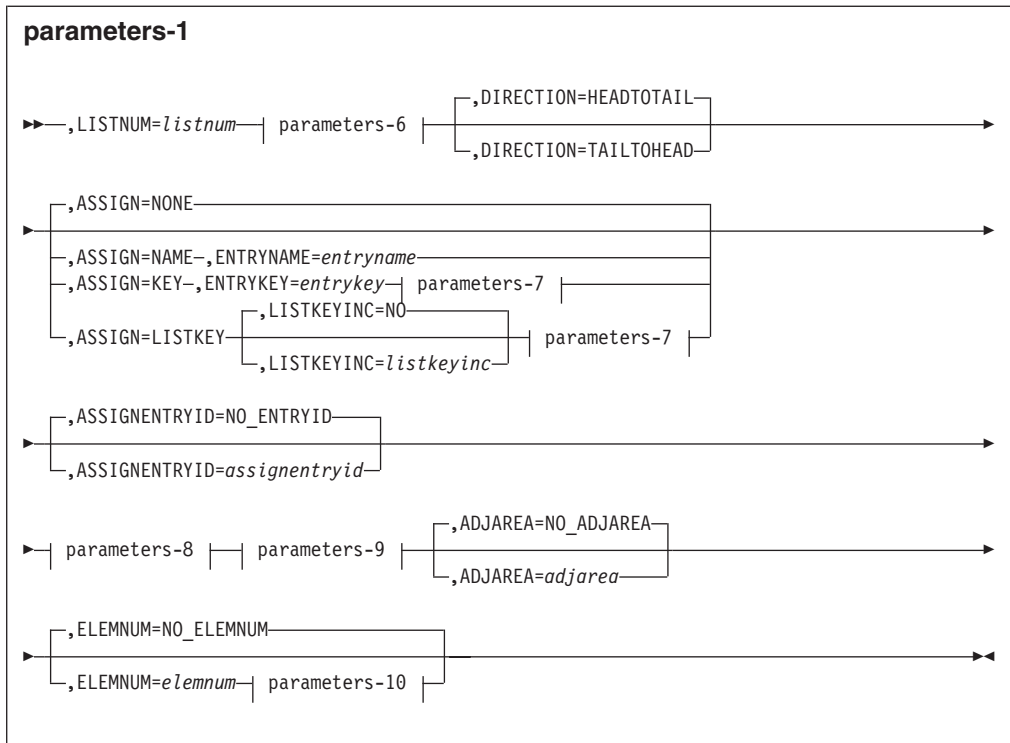 parameters-1
,DIRECTION=HEADTOTAIL
,LISTNUM=listnum parameters-6
,DIRECTION=TAILTOHEAD
,ASSIGN=NONE
,ASSIGN=NAME ,ENTRYNAME=entryname
,ASSIGN=KEY ,ENTRYKEY=entrykey parameters-7
,LISTKEYINC=NO
,ASSIGN=LISTKEY parameters-7
,LISTKEYINC=listkeyinc
,ASSIGNENTRYID=NO_ENTRYID
,ASSIGNENTRYID=assignentryid
,ADJAREA=NO_ADJAREA
parameters-8 parameters-9
,ADJAREA=adjarea
,ELEMNUM=NO_ELEMNUM
,ELEMNUM=elemnum parameters-10